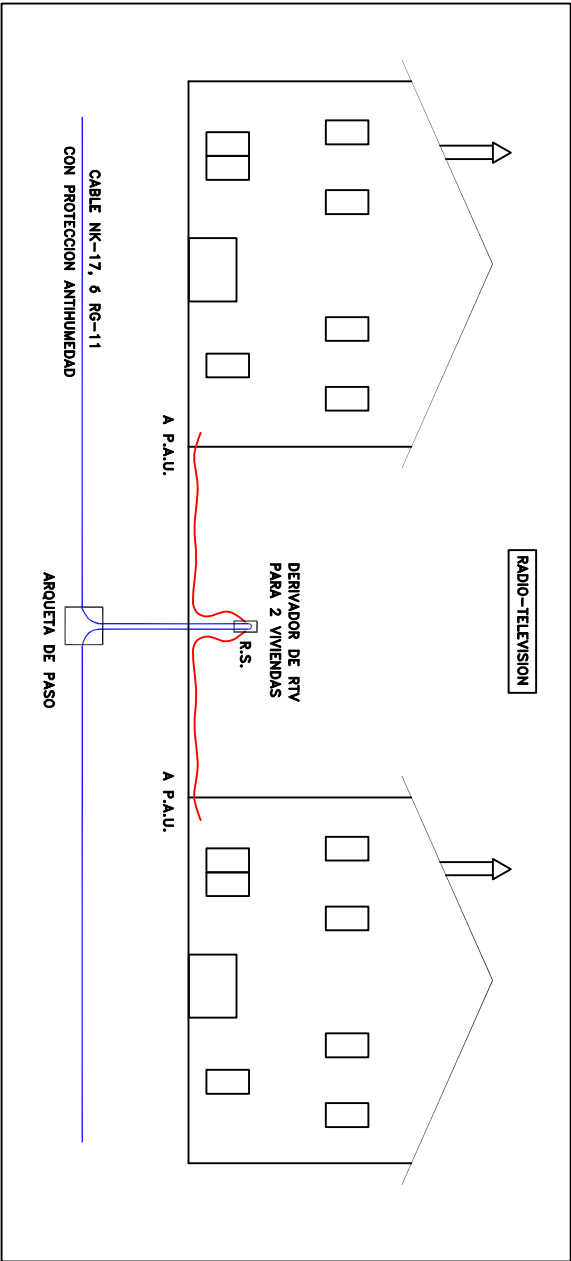 RADIO-TELEVISION
DERIVADOR DE RTV
PARA 2 VIVIENDAS
R.S.
A P.A.U.
A P.A.U.
CABLE NK-17, ó RG-11
CON PROTECCION ANTIHUMEDAD
ARQUETA DE PASO